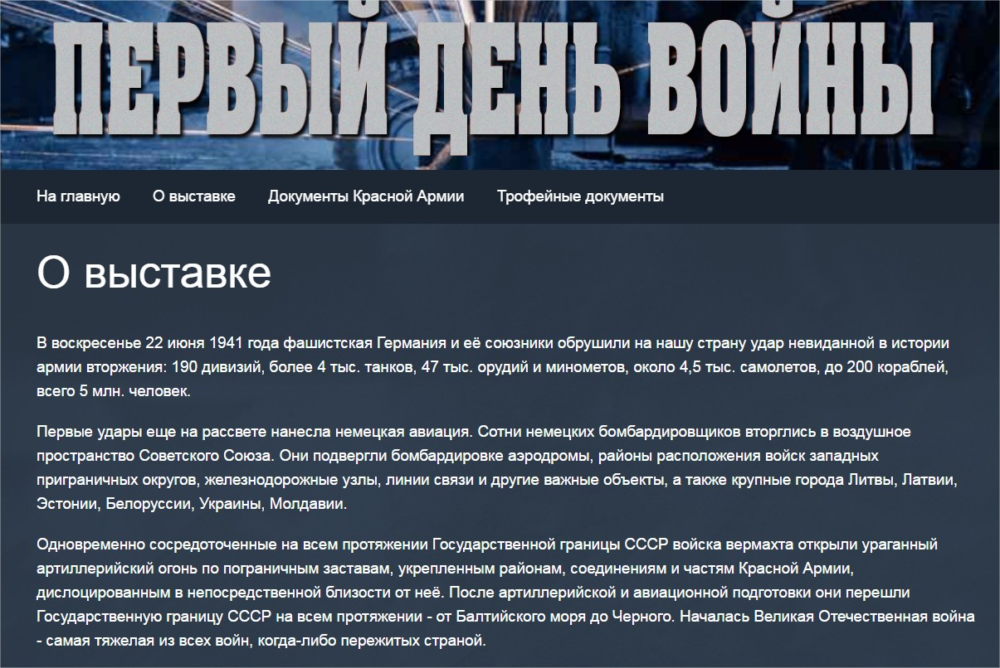 ПЕРВЫЙ ДЕНЬ ВОЙНЫ
На главную О выставке Документы Красной Армии Трофейные документы
О выставке
В воскресенье 22 июня 1941 года фашистская Германия и её союзники обрушили на нашу страну удар невиданной в истории
армии вторжения: 190 дивизий, более 4 тыс. танков, 47 тыс. орудий и минометов, около 4,5 тыс. самолетов, до 200 кораблей,
всего 5 млн. человек.
Первые удары еще на рассвете нанесла немецкая авиация. Сотни немецких бомбардировщиков вторглись в воздушное
пространство Советского Союза. Они подвергли бомбардировке аэродромы, районы расположения войск западных
приграничных округов, железнодорожные узлы, линии связи и другие важные объекты, а также крупные города Литвы, Латвии,
Эстонии, Белоруссии, Украины, Молдавии.
Одновременно сосредоточенные на всем протяжении Государственной границы СССР войска вермахта открыли ураганный
артиллерийский огонь по пограничным заставам, укрепленным районам, соединениям и частям Красной Армии,
дислоцированным в непосредственной близости от неё. После артиллерийской и авиационной подготовки они перешли
Государственную границу СССР на всем протяжении - от Балтийского моря до Черного. Началась Великая Отечественная война
- самая тяжелая из всех войн, когда-либо пережитых страной.